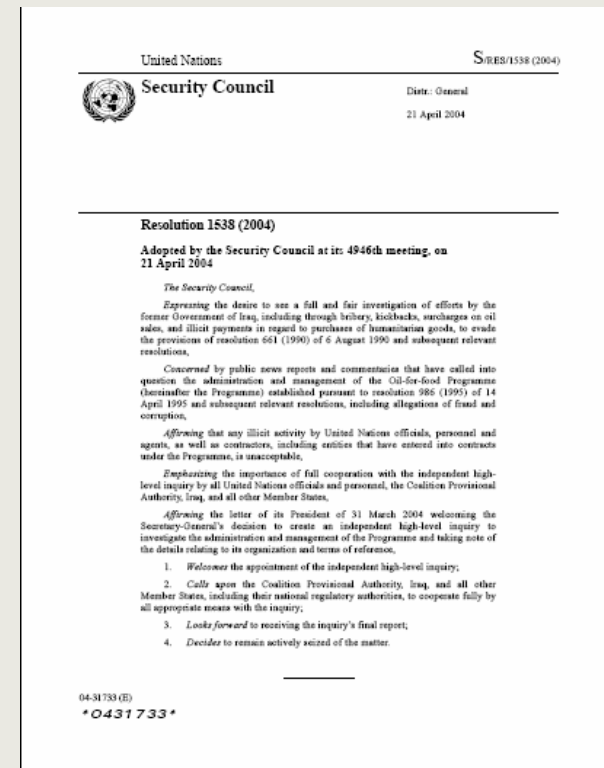 United Nations
S/RES/1538 (2004)
Security Council
Distr.: General
21 April 2004
Resolution 1538 (2004)
Adopted by the Security Council at its 4946th meeting, on
21 April 2004
The Security Council,
Expressing the desire to see a full and fair investigation of efforts by the
former Government of Iraq, including through bribery, kickbacks, surcharges on oil
sales, and illicit payments in regard to purchases of humanitarian goods, to evade
the provisions of resolution 661 (1990) of 6 August 1990 and subsequent relevant
resolutions,
Concerned by public news reports and commentaries that have called into
question the administration and management of the Oil-for-food Programme
(hereinafter the Programme) established pursuant to resolution 986 (1995) of 14
April 1995 and subsequent relevant resolutions, including allegations of fraud and
corruption,
Affirming that any illicit activity by United Nations officials, personnel and
agents, as well as contractors, including entities that have entered into contracts
under the Programme, is unacceptable,
Emphasizing the importance of full cooperation with the independent high-
level inquiry by all United Nations officials and personnel, the Coalition Provisional
Authority, Iraq, and all other Member States,
Affirming the letter of its President of 31 March 2004 welcoming the
Secretary-General's decision to create an independent high-level inquiry to
investigate the administration and management of the Programme and taking note of
the details relating to its organization and terms of reference,
1. Welcomes the appointment of the independent high-level inquiry;
2. Calls upon the Coalition Provisional Authority, Iraq, and all other
Member States, including their national regulatory authorities, to cooperate fully by
all appropriate means with the inquiry;
3. Looks forward to receiving the inquiry's final report;
4. Decides to remain actively seized of the matter.
04-31733 (E)
*0431733*